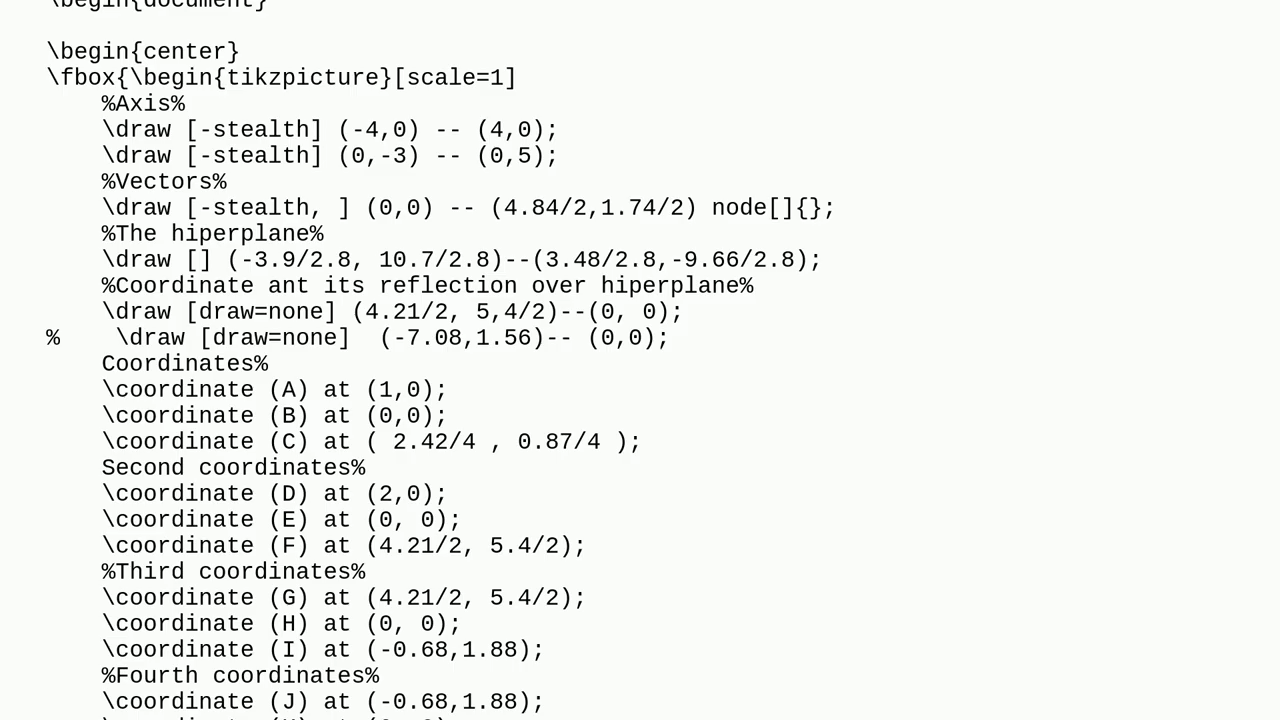 \begin{document}
\begin{center}
\fbox{\begin{tikzpicture}[scale=1]
%Axis%
\draw [-stealth] (-4,0) -- (4,0);
\draw [-stealth] (0,-3) -- (0,5);
%Vectors%
\draw [-stealth, ] (0,0) -- (4.84/2,1.74/2) node[]{};
%The hiperplane%
\draw [] (-3.9/2.8, 10.7/2.8)--(3.48/2.8,-9.66/2.8);
%Coordinate ant its reflection over hiperplane%
\draw [draw=none] (4.21/2, 5,4/2)--(0, 0);
%    \draw [draw=none]  (-7.08,1.56)-- (0,0);
Coordinates%
\coordinate (A) at (1,0);
\coordinate (B) at (0,0);
\coordinate (C) at ( 2.42/4 , 0.87/4 );
Second coordinates%
\coordinate (D) at (2,0);
\coordinate (E) at (0, 0);
\coordinate (F) at (4.21/2, 5.4/2);
%Third coordinates%
\coordinate (G) at (4.21/2, 5.4/2);
\coordinate (H) at (0, 0);
\coordinate (I) at (-0.68,1.88);
%Fourth coordinates%
\coordinate (J) at (-0.68,1.88);